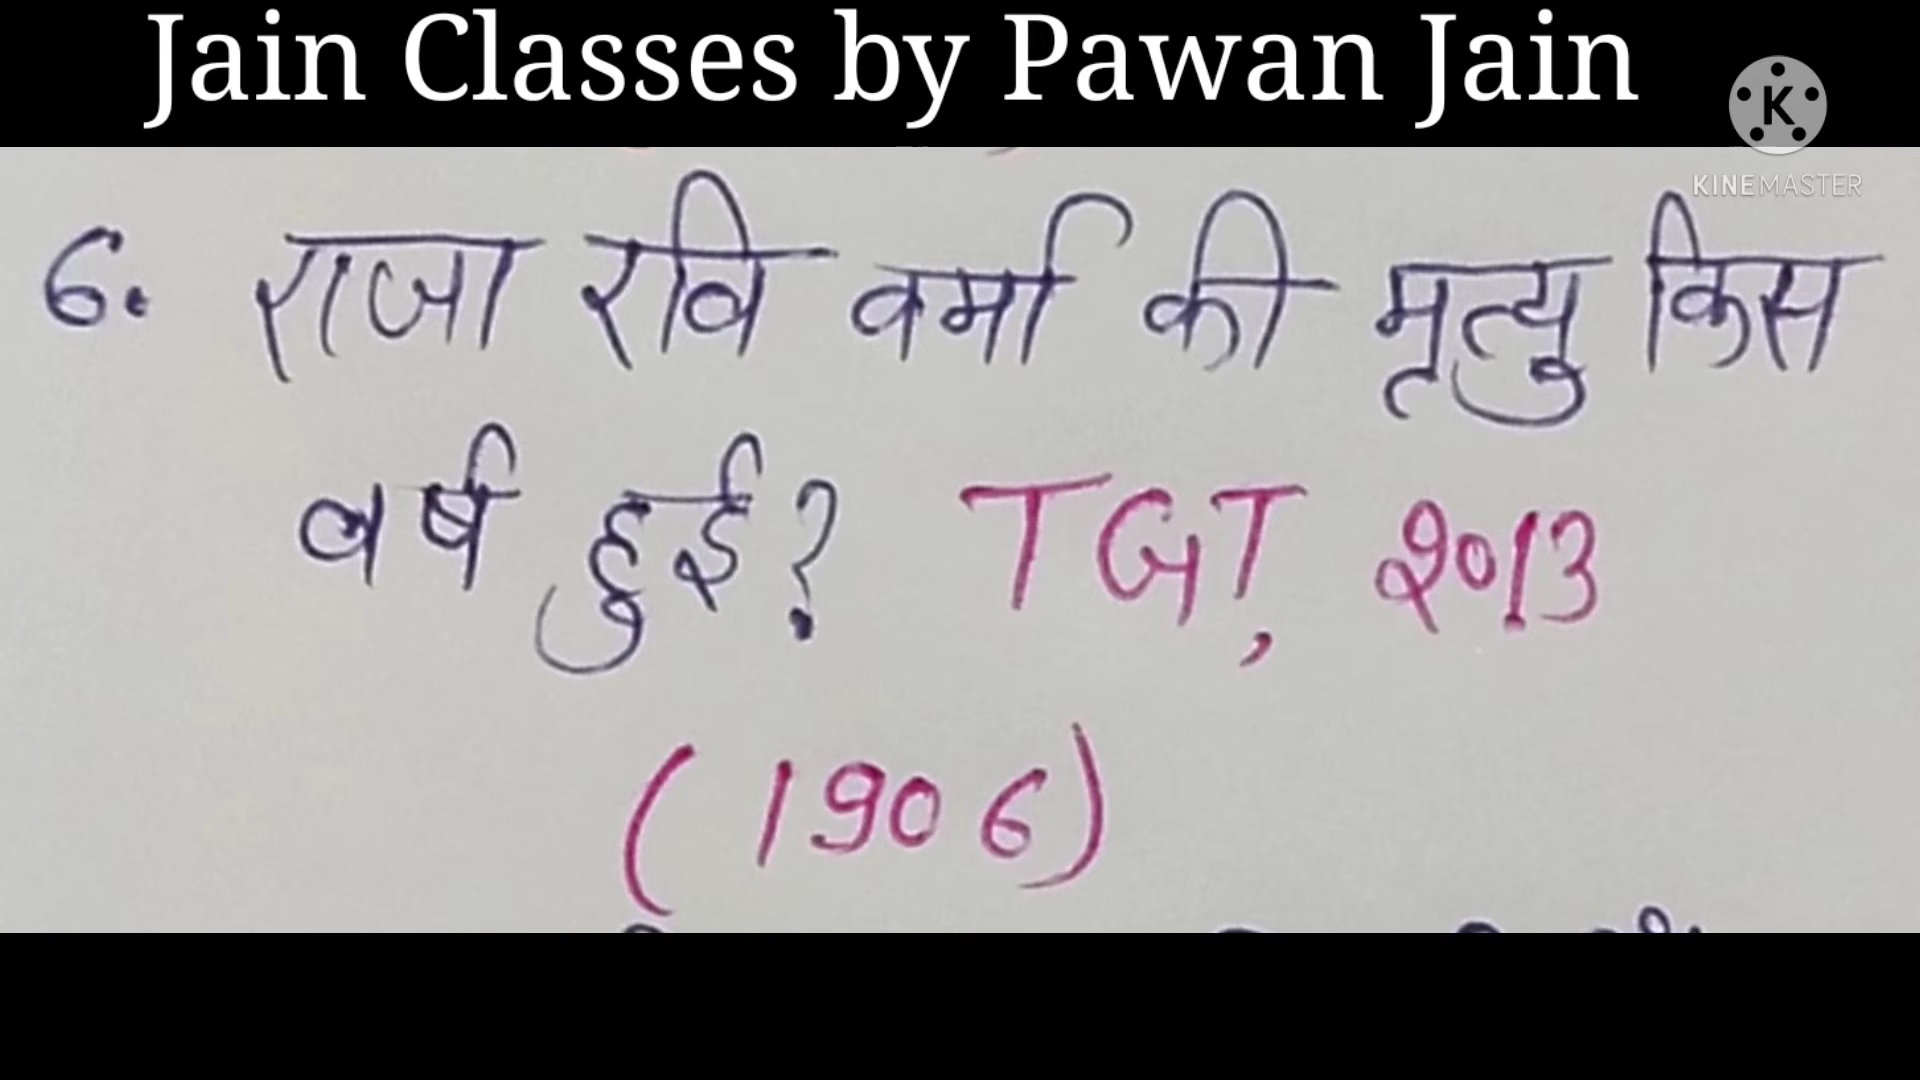 Jain Classes by Pawan Jain
K
KINEMASTER
6. राजा रवि वर्मा की मृत्यु किस
वर्ष हुई? TGT, 2013
(1906)